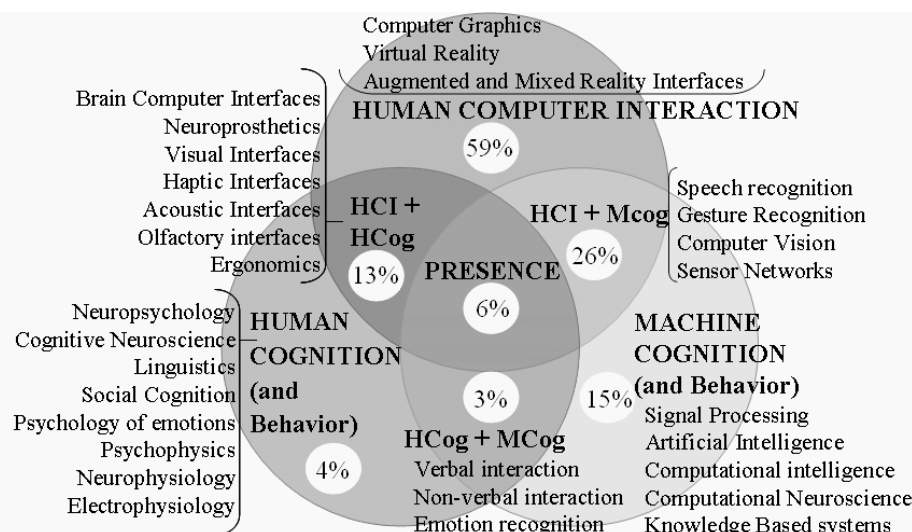 Computer Graphics
Virtual Reality
Augmented and Mixed Reality Interfaces
HUMAN COMPUTER INTERACTION
59%
Brain Computer Interfaces
Neuroprosthetics
Visual Interfaces
Haptic Interfaces
Acoustic Interfaces
Olfactory interfaces
Ergonomics
HCI +
HCog
13%
HCI + Mcog
26%
Speech recognition
Gesture Recognition
Computer Vision
Sensor Networks
PRESENCE
6%
Neuropsychology
Cognitive Neuroscience
Linguistics
Social Cognition
Psychology of emotions
Psychophysics
Neurophysiology
Electrophysiology
HUMAN
COGNITION
(and
Behavior)
4%
3%
HCog + MCog
Verbal interaction
Non-verbal interaction
Emotion recognition
MACHINE
COGNITION
(and Behavior)
15%
Signal Processing
Artificial Intelligence
Computational intelligence
Computational Neuroscience
Knowledge Based systems